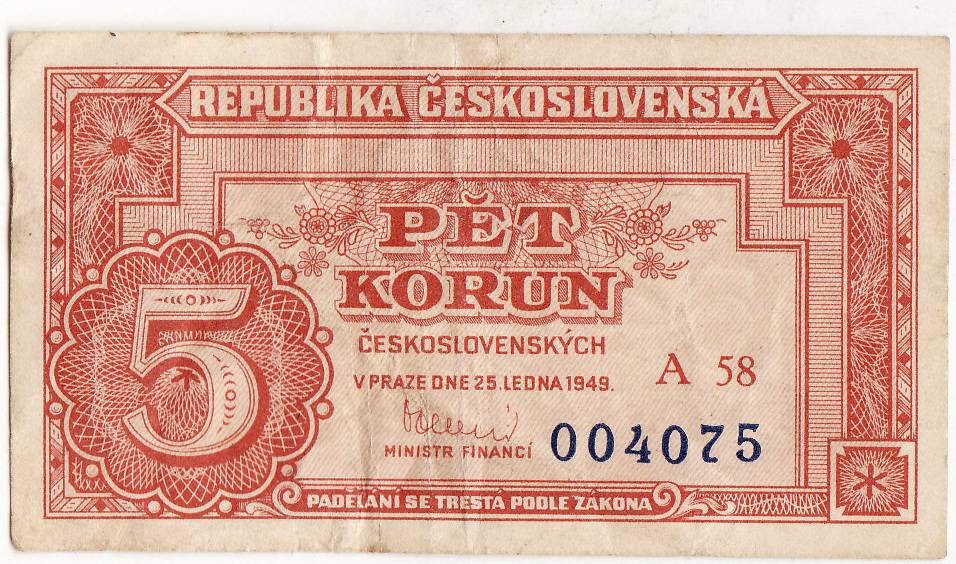 REPUBLIKA ČESKOSLOVENSKÁ
PĚT
KORUN
ČESKOSLOVENSKÝCH
V PRAZE DNE 25. LEDNA 1949.
A 58
MINISTR FINANCÍ
004075
5
PADĚLÁNÍ SE TRESTÁ PODLE ZÁKONA